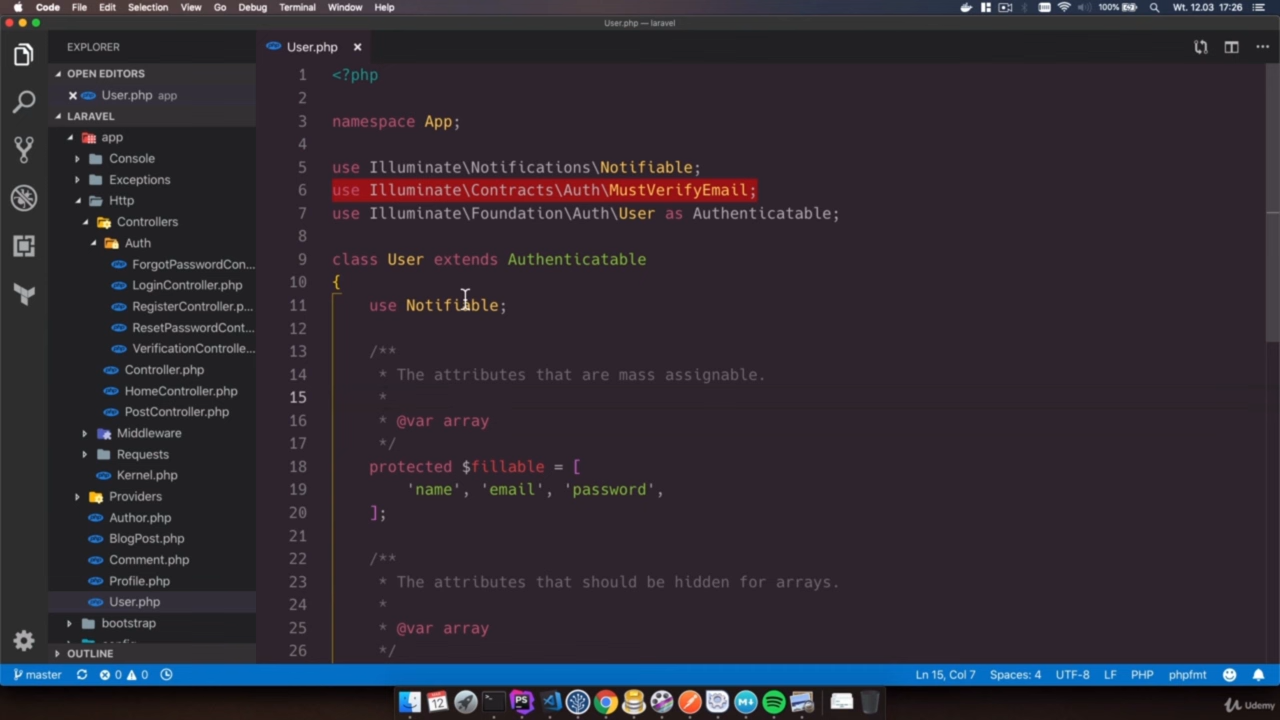 Code File Edit Selection View Go Debug Terminal Window Help 100% Wt. 12.03 17:26
User.php — laravel
EXPLORER
OPEN EDITORS
User.php app
LARAVEL
app
Console
Exceptions
Http
Controllers
Auth
ForgotPasswordCon...
LoginController.php
RegisterController.p...
ResetPasswordCont...
VerificationControlle...
Controller.php
HomeController.php
PostController.php
Middleware
Requests
Kernel.php
Providers
Author.php
BlogPost.php
Comment.php
Profile.php
User.php
bootstrap
OUTLINE
User.php
1 <?php
2
3 namespace App;
4
5 use Illuminate\Notifications\Notifiable;
6 use Illuminate\Contracts\Auth\MustVerifyEmail;
7 use Illuminate\Foundation\Auth\User as Authenticatable;
8
9 class User extends Authenticatable
10 {
11 use Notifiable;
12
13 /**
14 * The attributes that are mass assignable.
15 *
16 * @var array
17 */
18 protected $fillable = [
19 'name', 'email', 'password',
20 ];
21
22 /**
23 * The attributes that should be hidden for arrays.
24 *
25 * @var array
26 */
master 0 0 Ln 15, Col 7 Spaces: 4 UTF-8 LF PHP phpfmt
12 PS M↓
Udemy